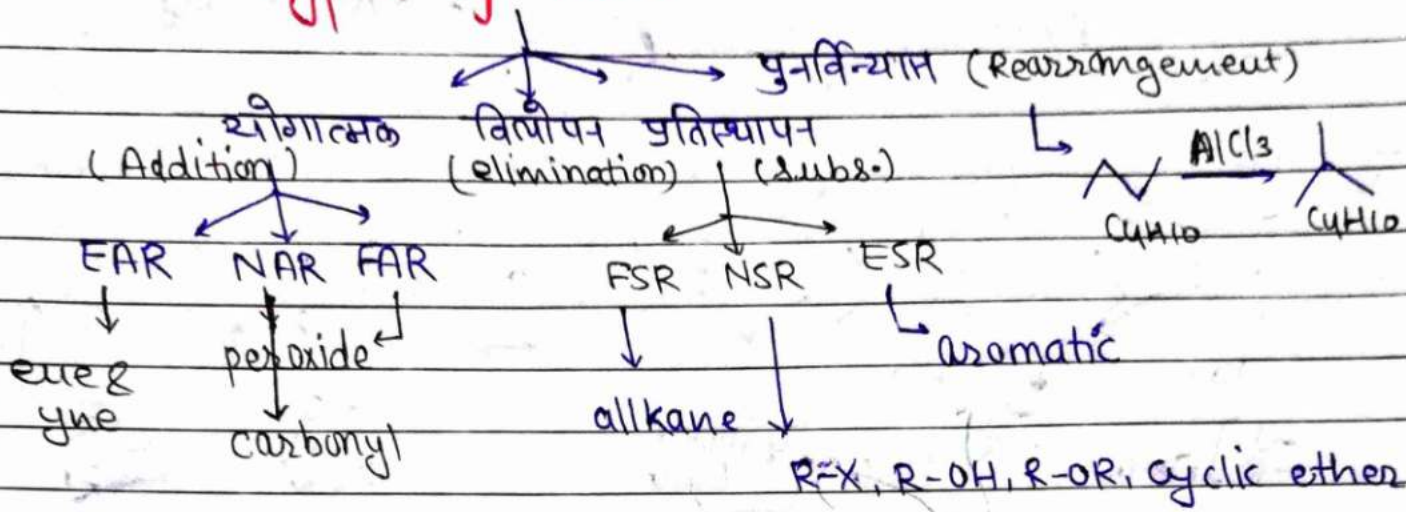 पुनर्विन्यास (Rearrangement)
योगात्मक विलोपन प्रतिस्थापन
(Addition) (elimination) (subs.)
AlCl3
C4H10 C4H10
EAR NAR FAR FSR NSR ESR
peroxide aromatic
ene &
yne allkane
carbonyl
R-X, R-OH, R-OR, cyclic ether